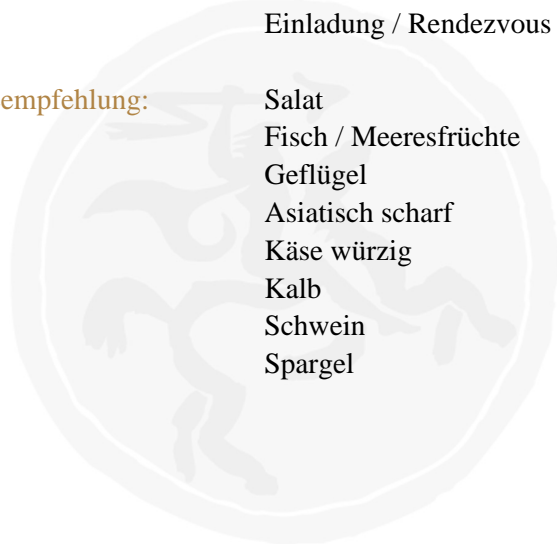 Einladung / Rendezvous
empfehlung: Salat
Fisch / Meeresfrüchte
Geflügel
Asiatisch scharf
Käse würzig
Kalb
Schwein
Spargel